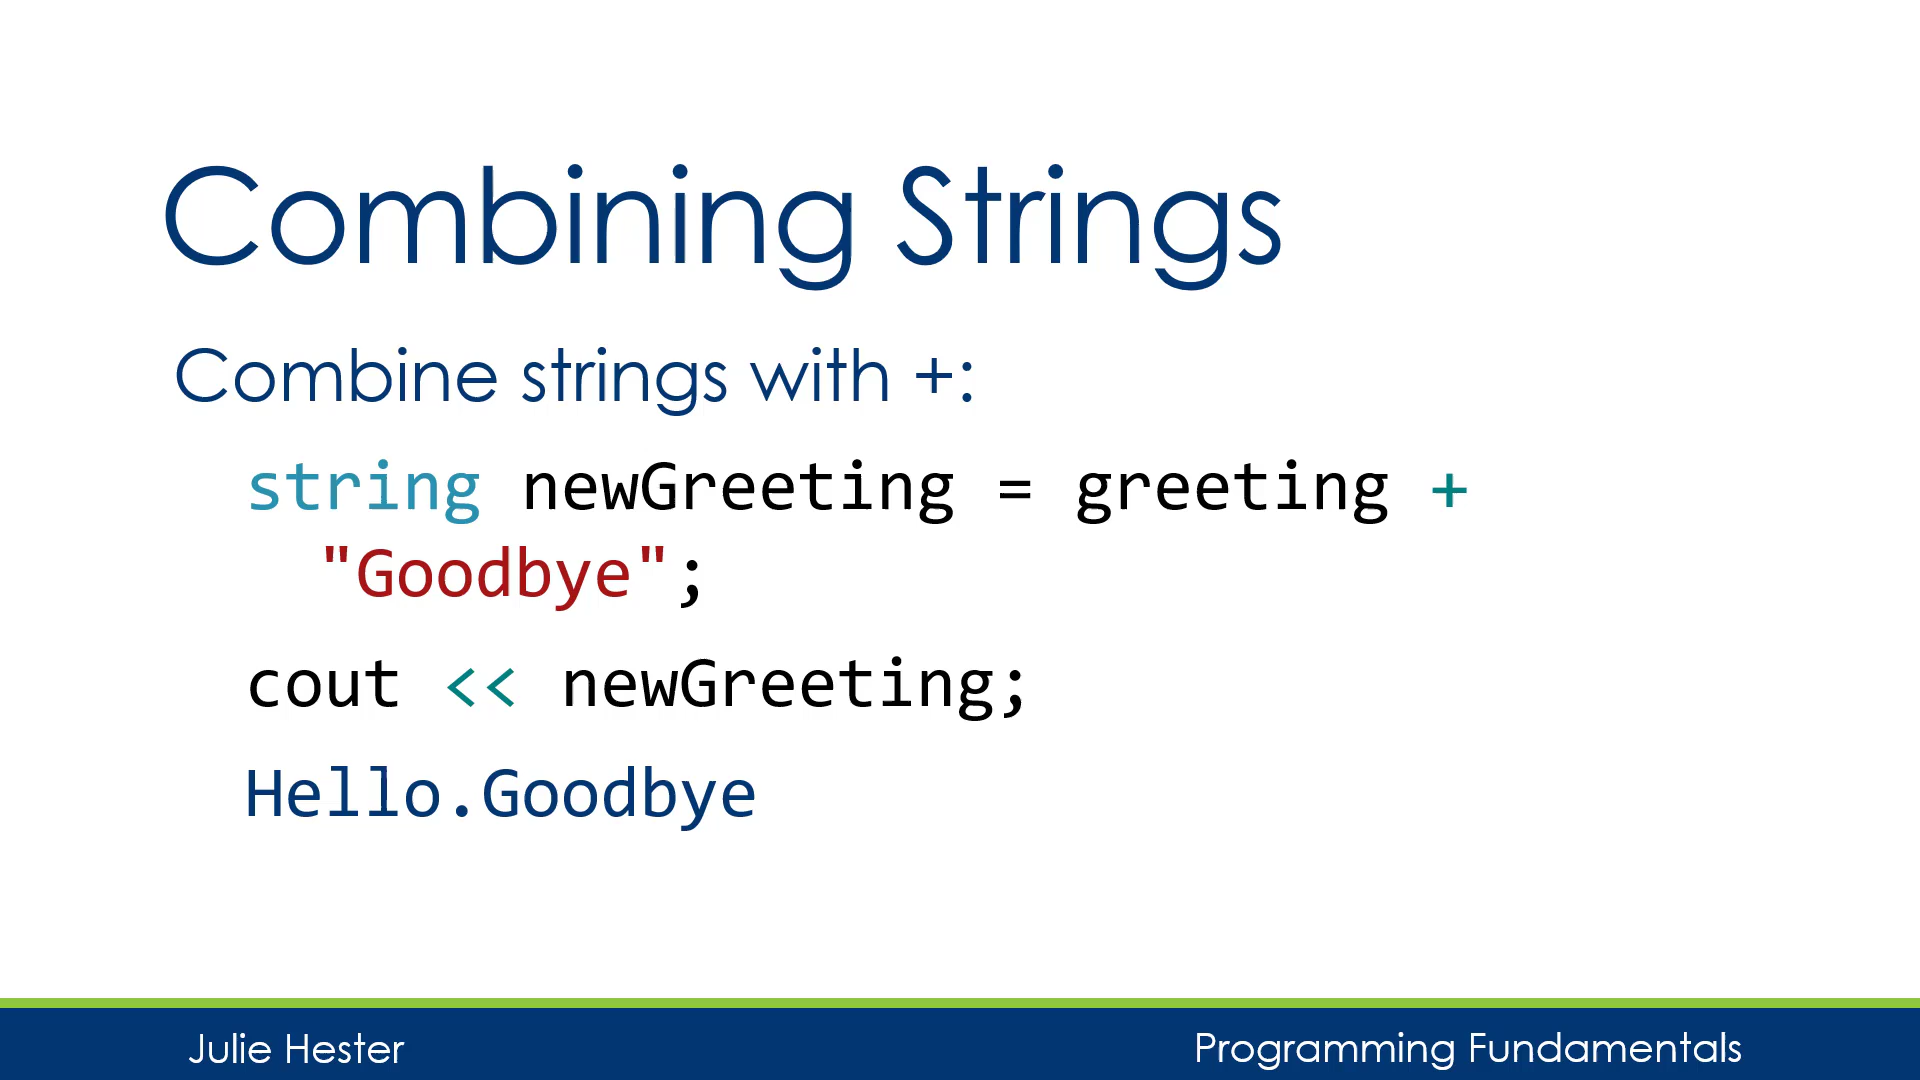 Combining Strings
Combine strings with +:
string newGreeting = greeting +
"Goodbye";
cout << newGreeting;
Hello.Goodbye
Julie Hester
Programming Fundamentals